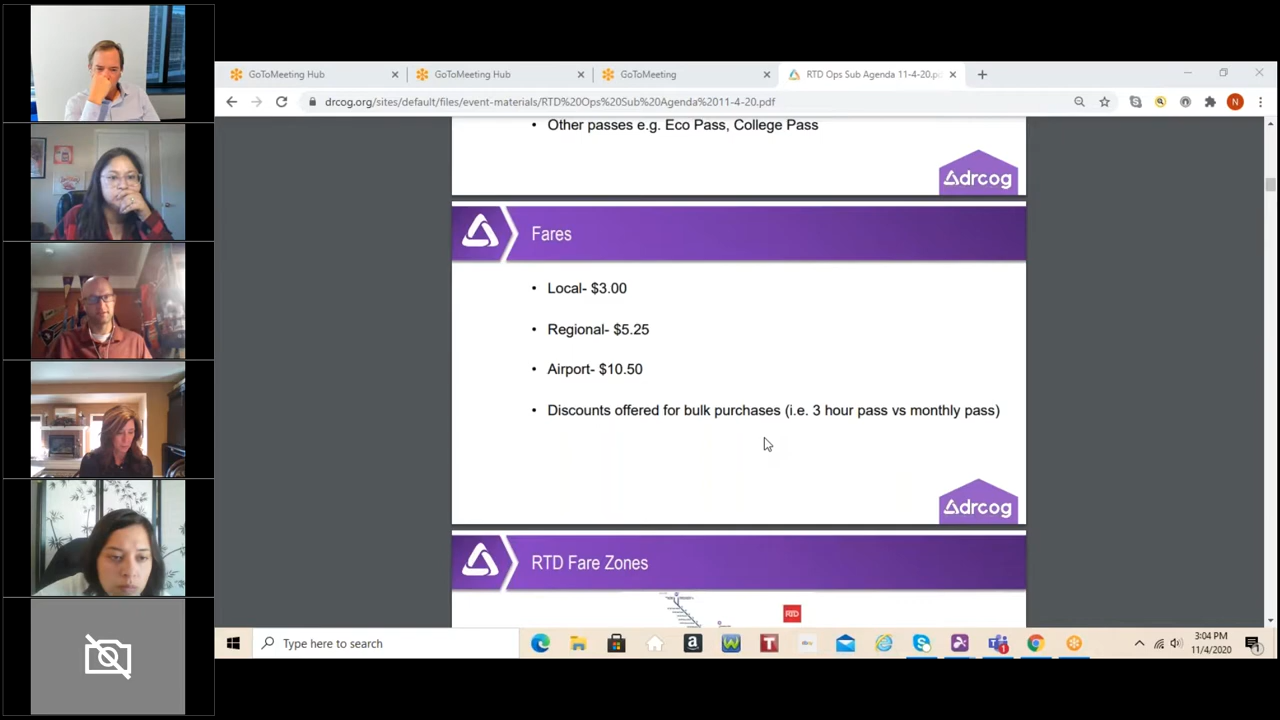 GoToMeeting Hub
GoToMeeting Hub
GoToMeeting
RTD Ops Sub Agenda 11-4-20.pd
drcog.org/sites/default/files/event-materials/RTD%20Ops%20Sub%20Agenda%2011-4-20.pdf
N
• Other passes e.g. Eco Pass, College Pass
drcog
Fares
• Local- $3.00
• Regional- $5.25
• Airport- $10.50
• Discounts offered for bulk purchases (i.e. 3 hour pass vs monthly pass)
drcog
RTD Fare Zones
RTD
Type here to search
3:04 PM
11/4/2020